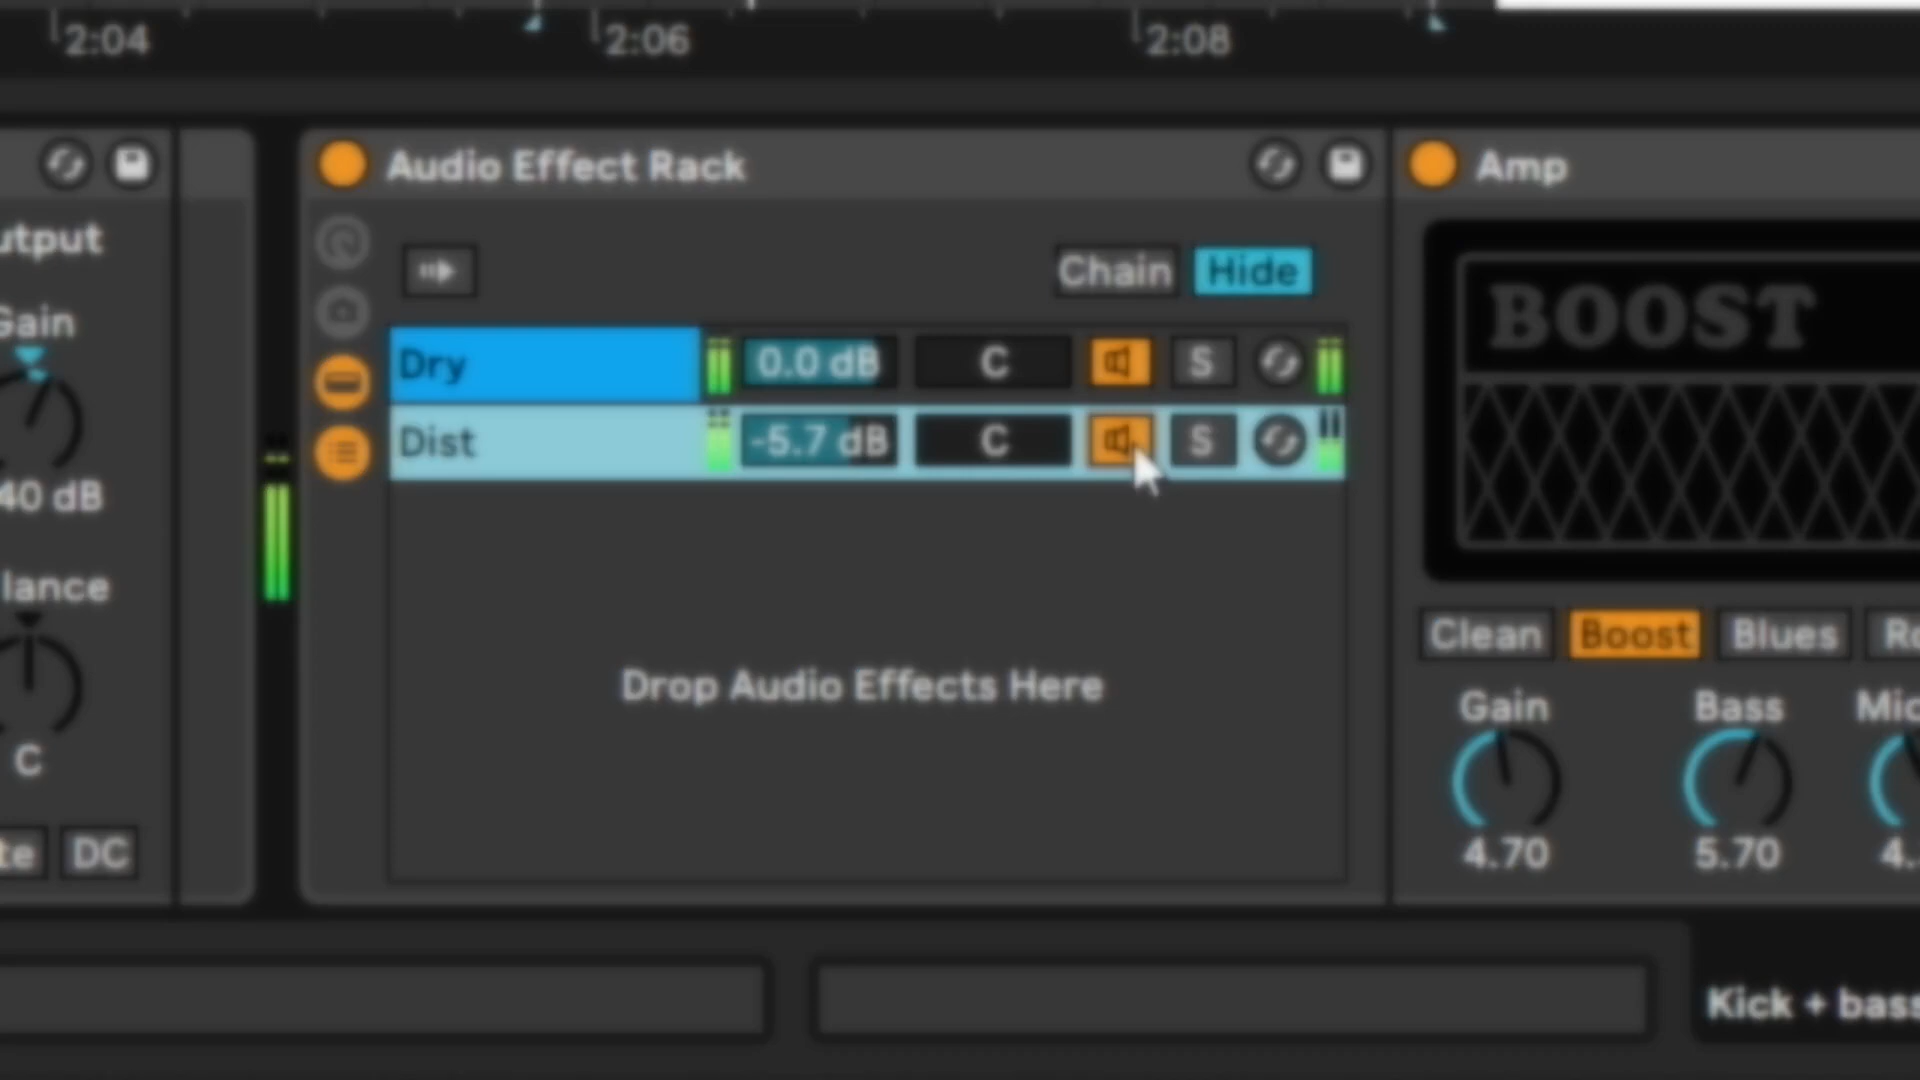 2:04 2:06 2:08
Audio Effect Rack
Amp
Chain Hide
BOOST
Gain
Dry 0.0 dB C S
Dist -5.7 dB C S
40 dB
Clean Boost Blues
Drop Audio Effects Here
Gain Bass
C
4.70 5.70
DC
Kick + bass